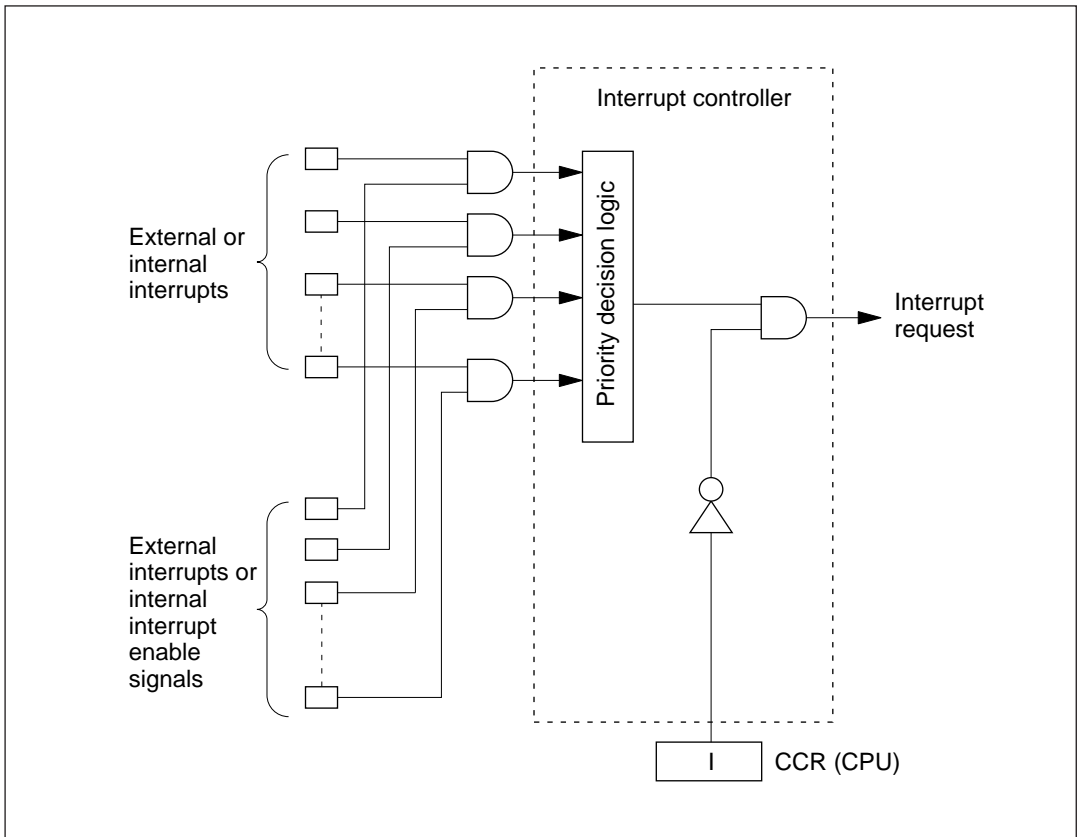 Interrupt controller
External or
internal
interrupts
Priority decision logic
Interrupt
request
External
interrupts or
internal
interrupt
enable
signals
I
CCR (CPU)